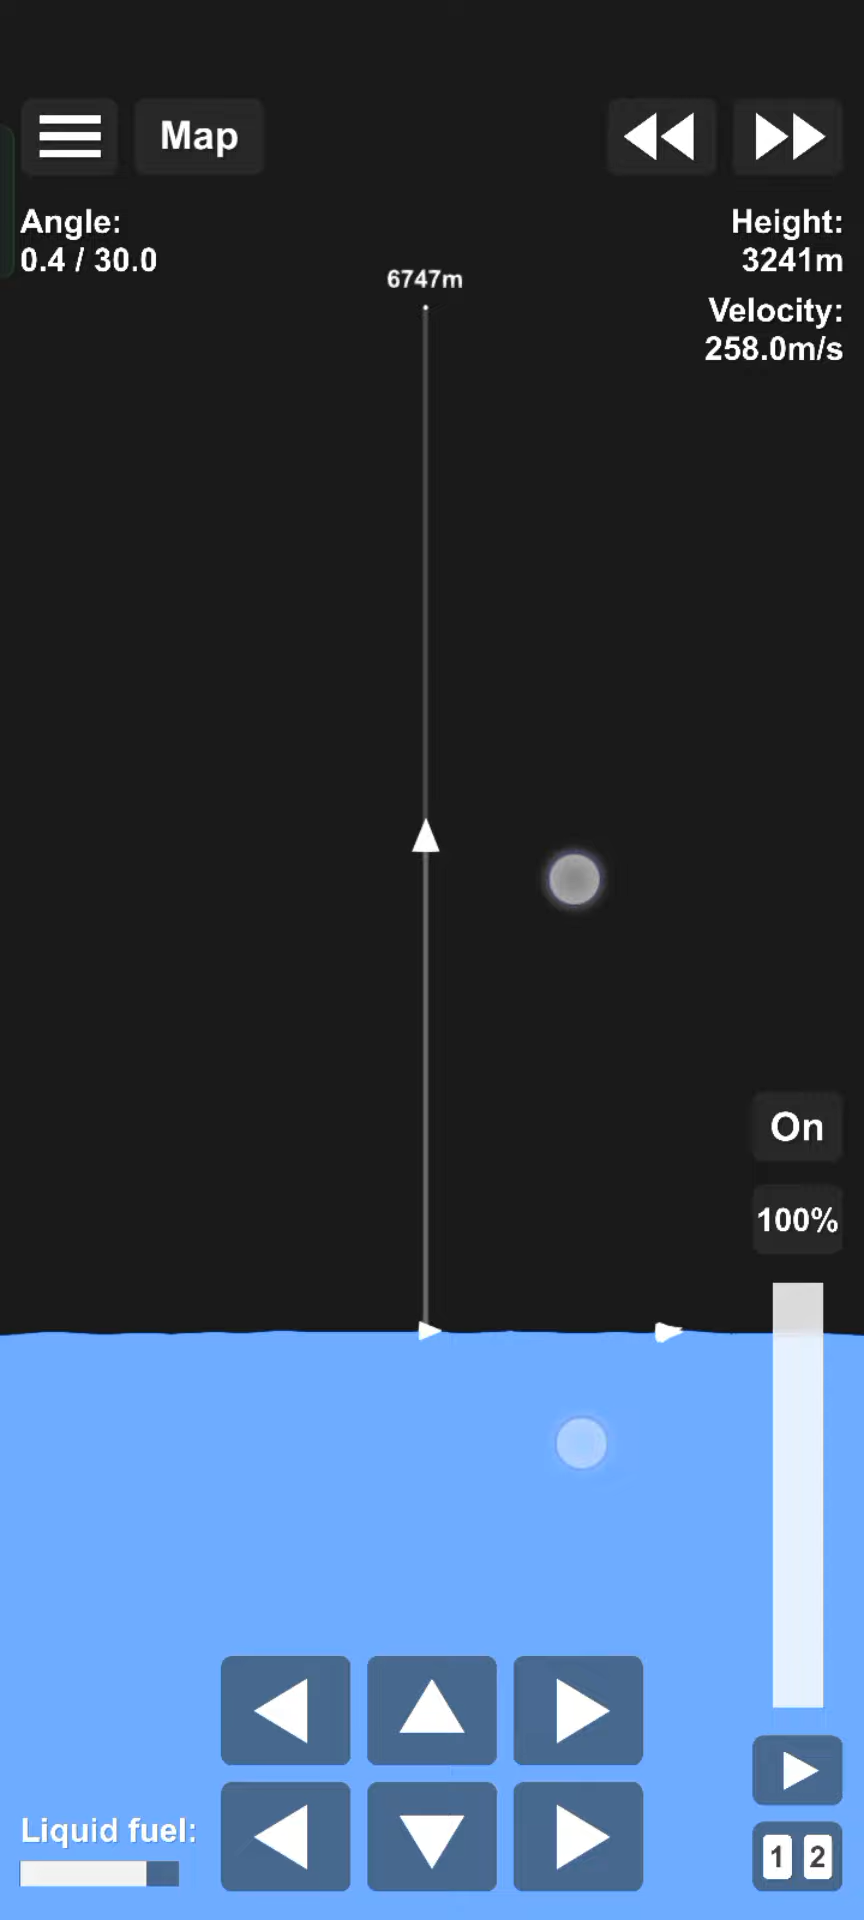 Map
Angle:
0.4 / 30.0
Height:
3241m
6747m
Velocity:
258.0m/s
On
100%
Liquid fuel:
1 2